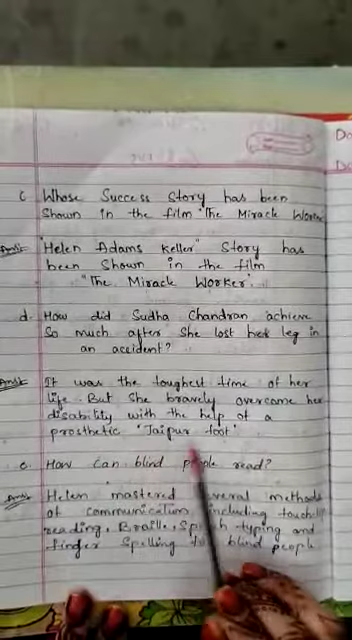 c. Whose Success Story has been
Shown in the film "The Mirack Worker
Ans:- "Helen Adams Keller" Story has
been Shown in the film
"The Mirack Worker".
d. How did Sudha Chandran achieve
So much after She lost her leg in
an accident?
Ans:- It was the toughest time of her
life. But She bravely overcome her
disability with the help of a
prosthetic 'Jaipur foot'
e. How can blind people read?
Ans:- Helen mastered several methods
of communication including
reading, Braille, typing and
finger Spelling blind people
Do